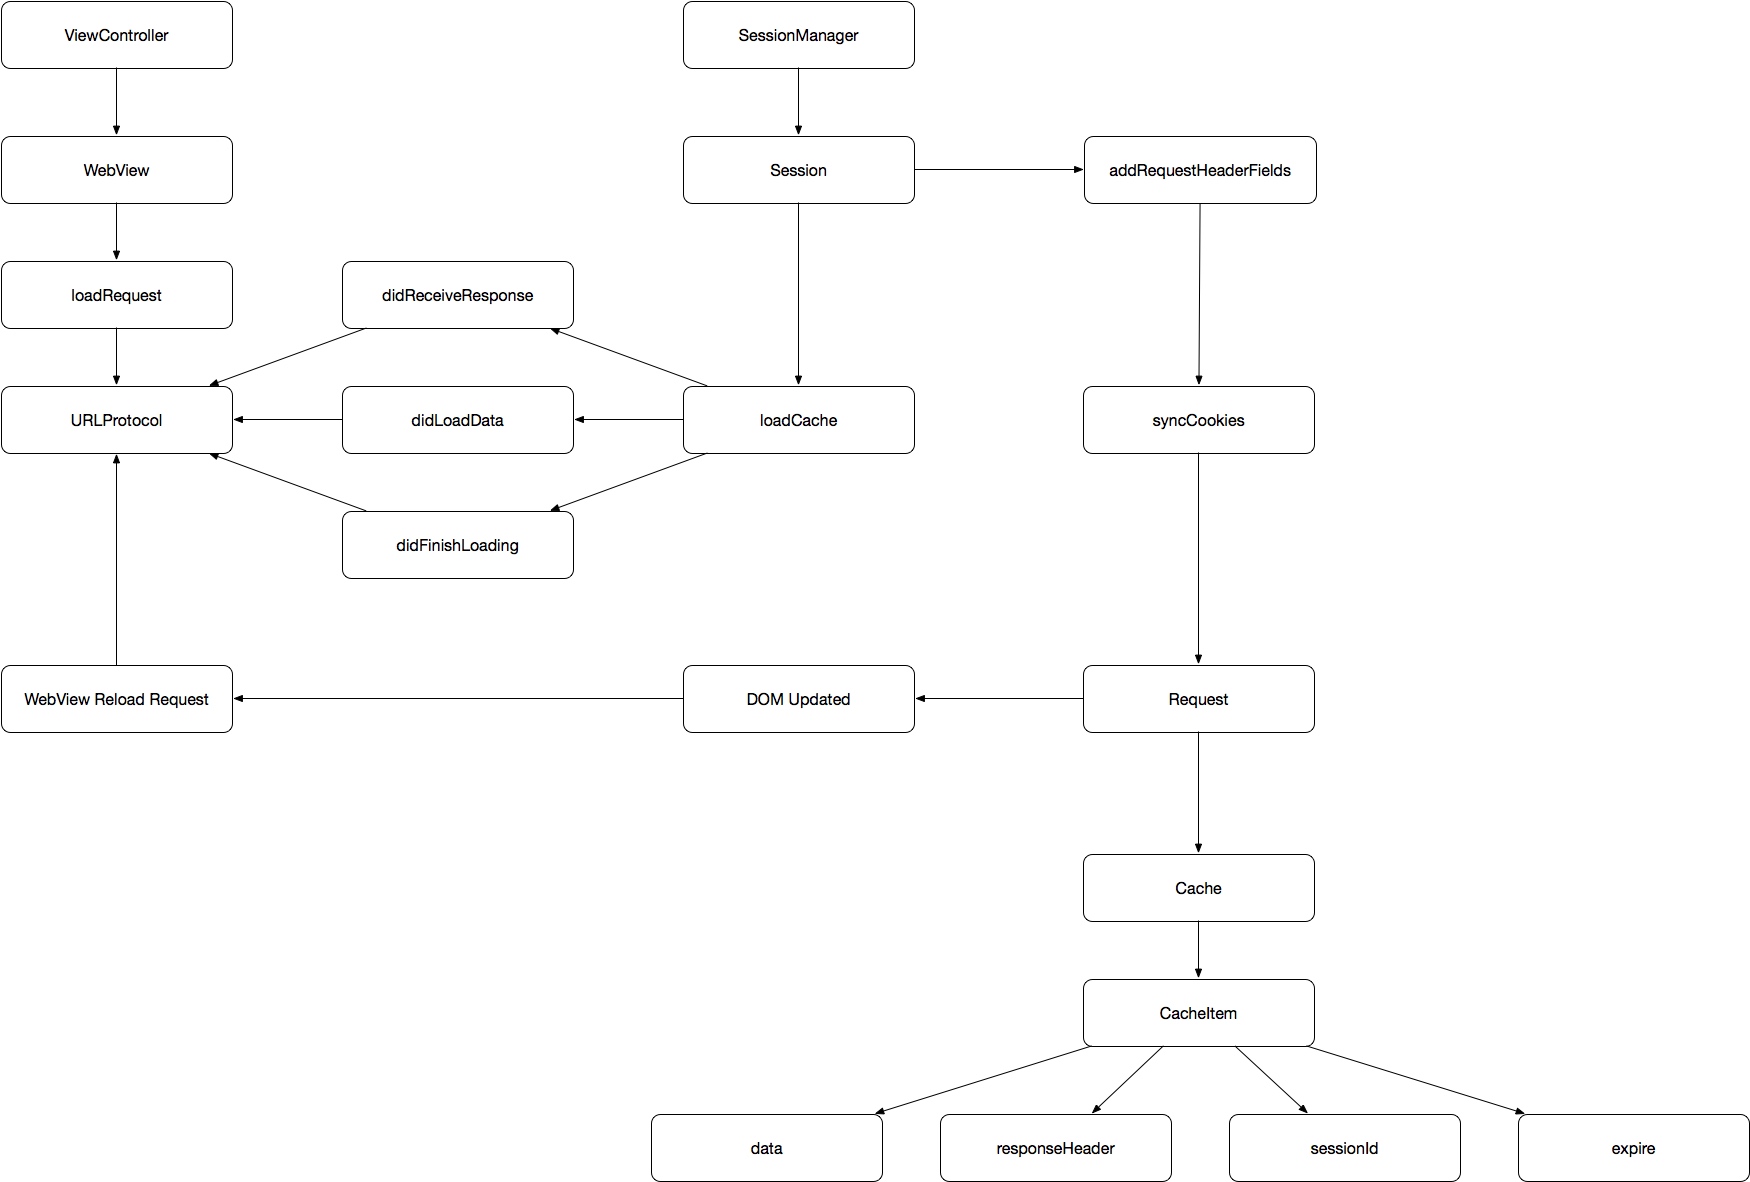 ViewController
SessionManager
WebView
Session
addRequestHeaderFields
loadRequest
didReceiveResponse
URLProtocol
didLoadData
loadCache
syncCookies
didFinishLoading
WebView Reload Request
DOM Updated
Request
Cache
CacheItem
data
responseHeader
sessionId
expire